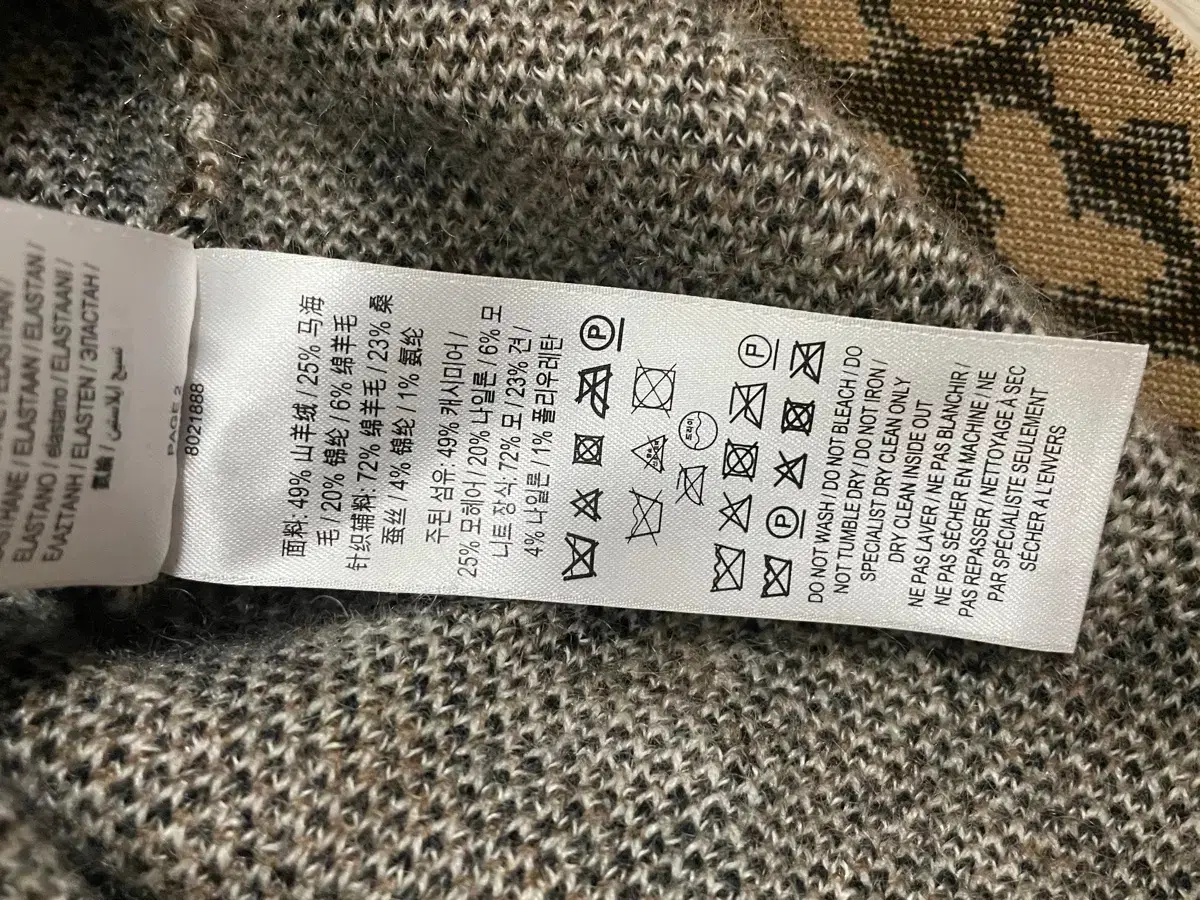 ELASTANO / ELASTAAN / ELASTAN /
ΕΛΑΣΤΑΝΗ / ELASTEN / ЭЛАСТАН /
PAGE 2
8021888
面料: 49% 山羊绒 / 25% 马海
毛 / 20% 锦纶 / 6% 绵羊毛
针织辅料: 72% 绵羊毛 / 23% 桑
蚕丝 / 4% 锦纶 / 1% 氨纶
주된 섬유: 49% 캐시미어 /
25% 모헤어 / 20% 나일론 / 6% 모
니트 장식: 72% 모 / 23% 견 /
4% 나일론 / 1% 폴리우레탄
P
드라이
P
P
DO NOT WASH / DO NOT BLEACH / DO
NOT TUMBLE DRY / DO NOT IRON /
SPECIALIST DRY CLEAN ONLY
DRY CLEAN INSIDE OUT
NE PAS LAVER / NE PAS BLANCHIR /
NE PAS SÉCHER EN MACHINE / NE
PAS REPASSER / NETTOYAGE À SEC
PAR SPÉCIALISTE SEULEMENT
SÉCHER À L'ENVERS